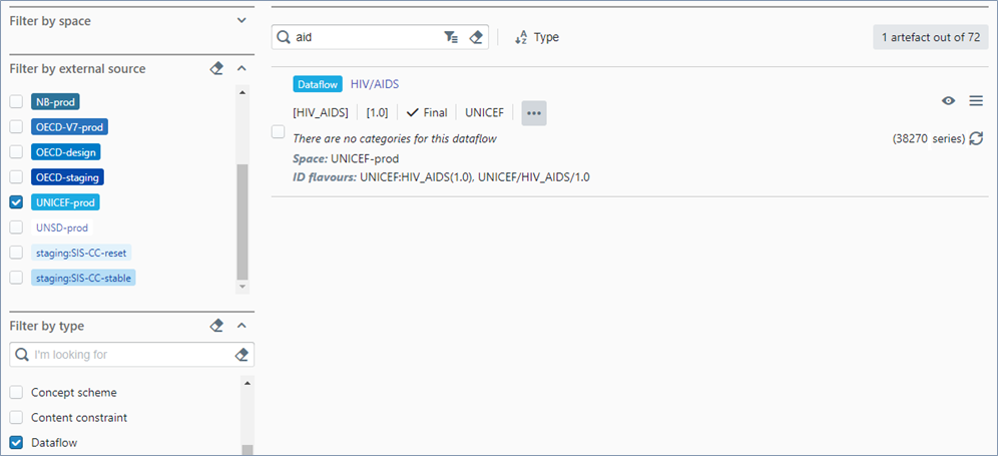 Filter by space
Filter by external source
NB-prod
OECD-V7-prod
OECD-design
OECD-staging
UNICEF-prod
UNSD-prod
staging:SIS-CC-reset
staging:SIS-CC-stable
Filter by type
I'm looking for
Concept scheme
Content constraint
Dataflow
aid
A Z Type
1 artefact out of 72
Dataflow HIV/AIDS
[HIV_AIDS] [1.0] Final UNICEF
There are no categories for this dataflow
(38270 series)
Space: UNICEF-prod
ID flavours: UNICEF:HIV_AIDS(1.0), UNICEF/HIV_AIDS/1.0